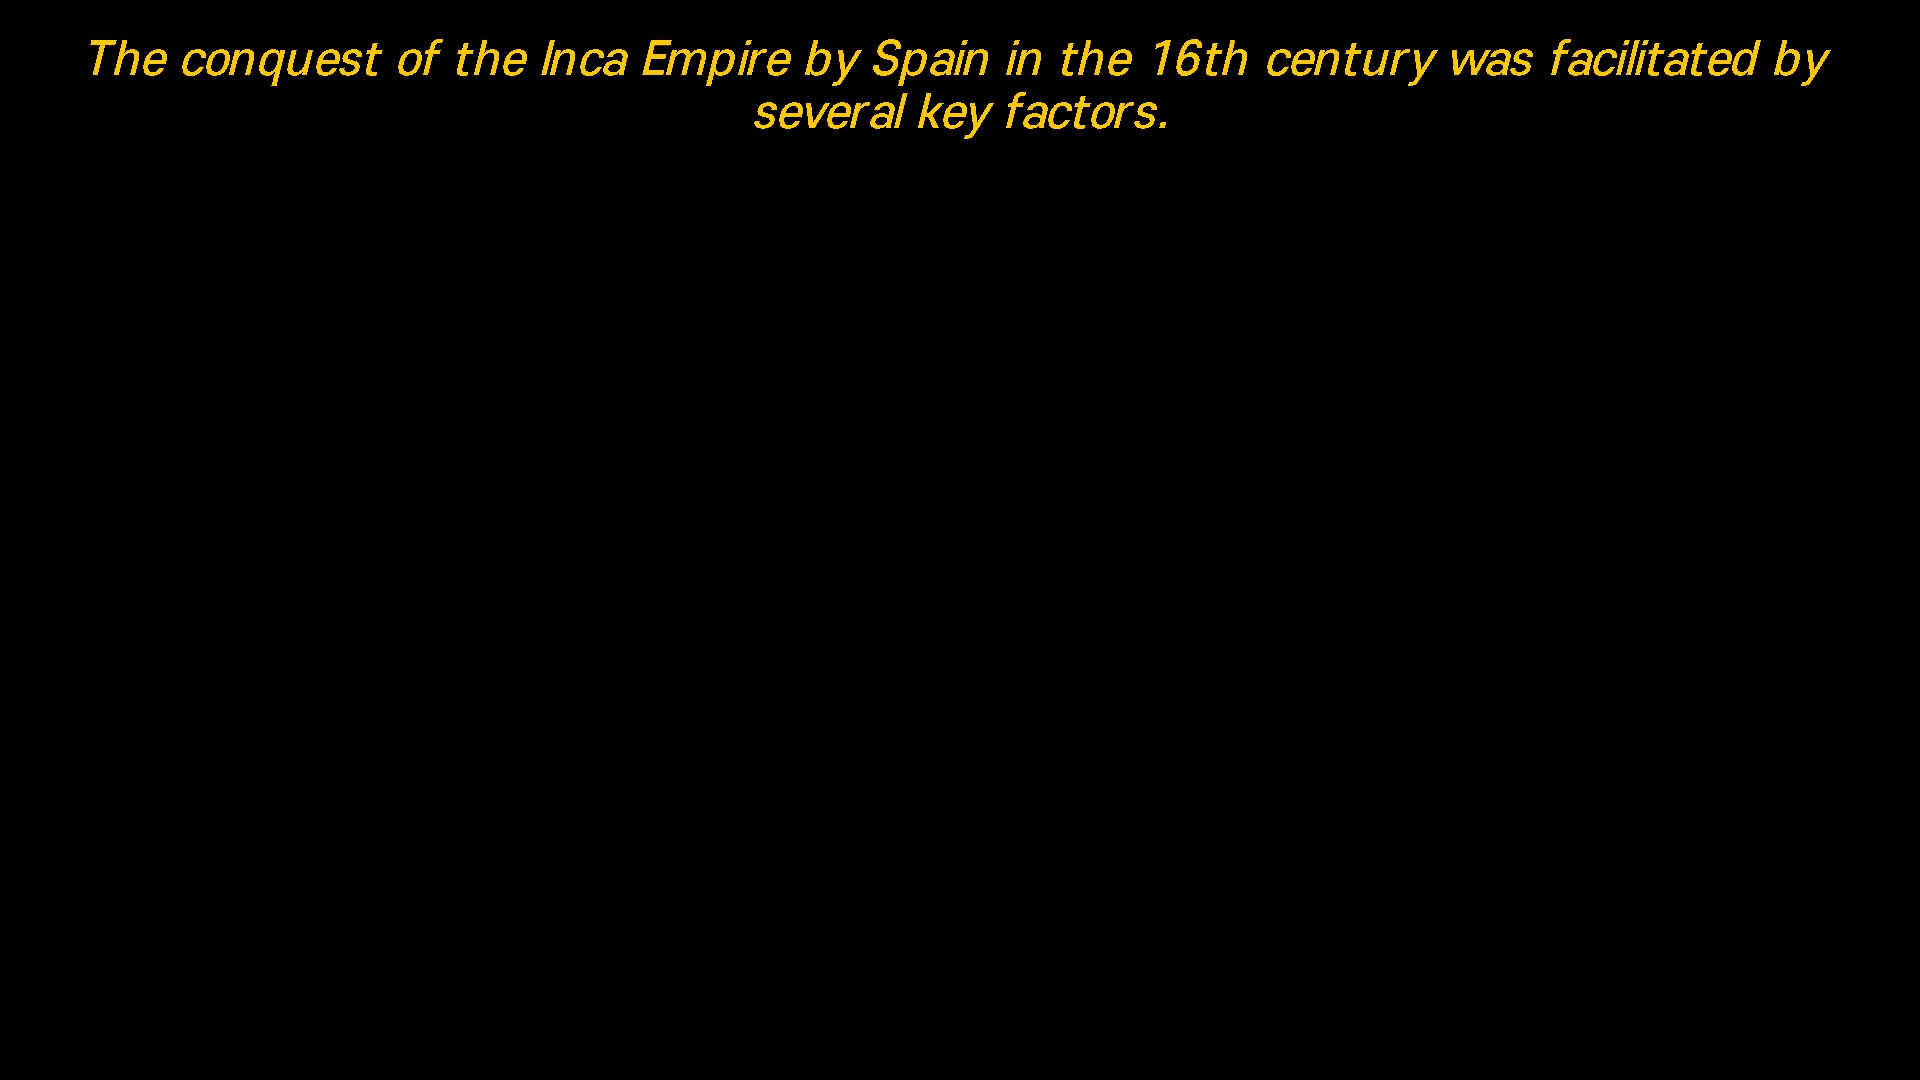 The conquest of the Inca Empire by Spain in the 16th century was facilitated by
several key factors.